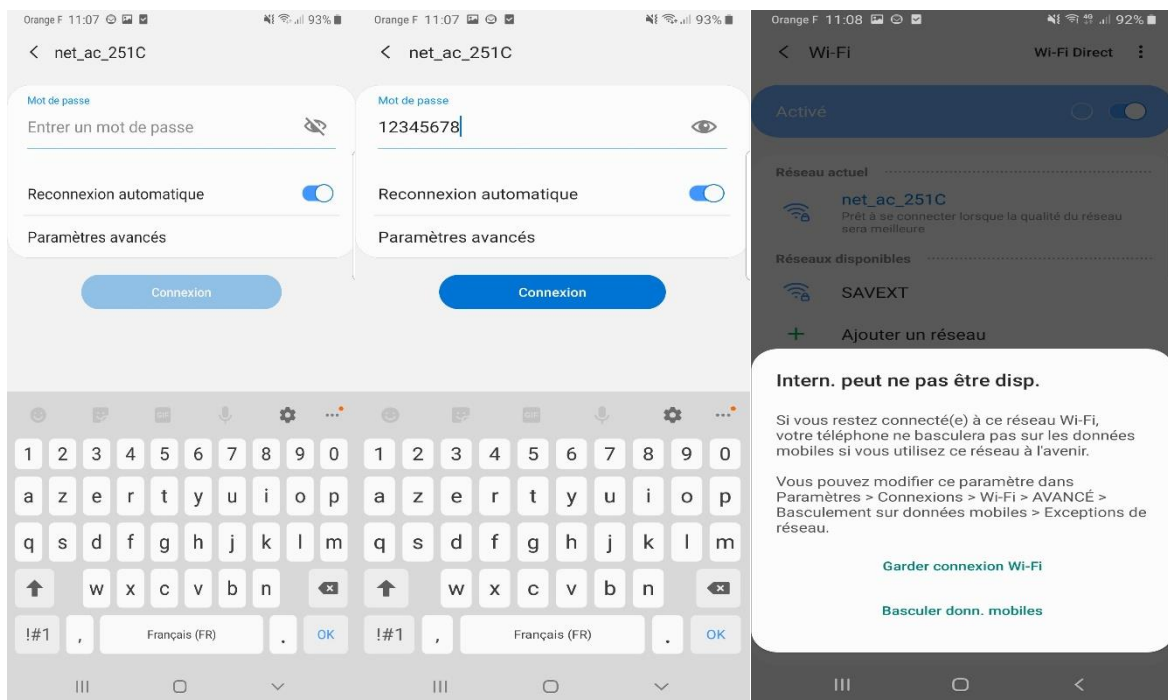 Orange F 11:07 93%
net_ac_251C
Mot de passe
Entrer un mot de passe
Reconnexion automatique
Paramètres avancés
Connexion
GIF
1 2 3 4 5 6 7 8 9 0
a z e r t y u i o p
q s d f g h j k l m
w x c v b n
!#1 , Français (FR) . OK
Orange F 11:07 93%
net_ac_251C
Mot de passe
12345678
Reconnexion automatique
Paramètres avancés
Connexion
GIF
1 2 3 4 5 6 7 8 9 0
a z e r t y u i o p
q s d f g h j k l m
w x c v b n
!#1 , Français (FR) . OK
Orange F 11:08 4G 92%
Wi-Fi Wi-Fi Direct
Activé
Réseau actuel
net_ac_251C
Prêt à se connecter lorsque la qualité du réseau
sera meilleure
Réseaux disponibles
SAVEXT
Ajouter un réseau
Intern. peut ne pas être disp.
Si vous restez connecté(e) à ce réseau Wi-Fi,
votre téléphone ne basculera pas sur les données
mobiles si vous utilisez ce réseau à l'avenir.
Vous pouvez modifier ce paramètre dans
Paramètres > Connexions > Wi-Fi > AVANCÉ >
Basculement sur données mobiles > Exceptions de
réseau.
Garder connexion Wi-Fi
Basculer donn. mobiles